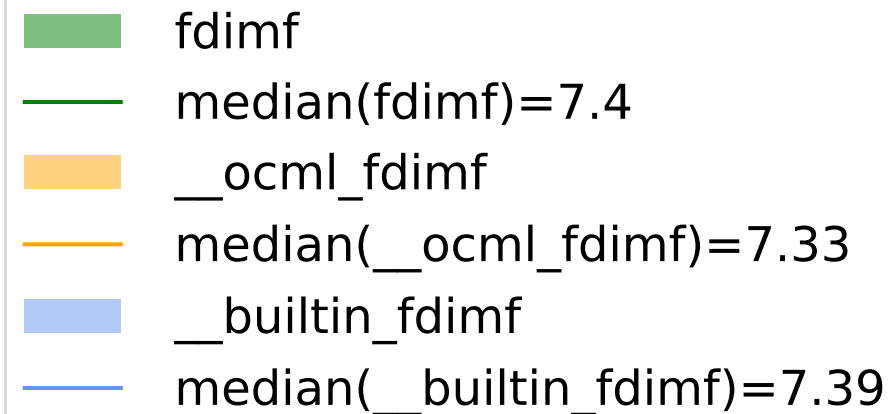 fdimf
median(fdimf)=7.4
__ocml_fdimf
median(__ocml_fdimf)=7.33
__builtin_fdimf
median(__builtin_fdimf)=7.39